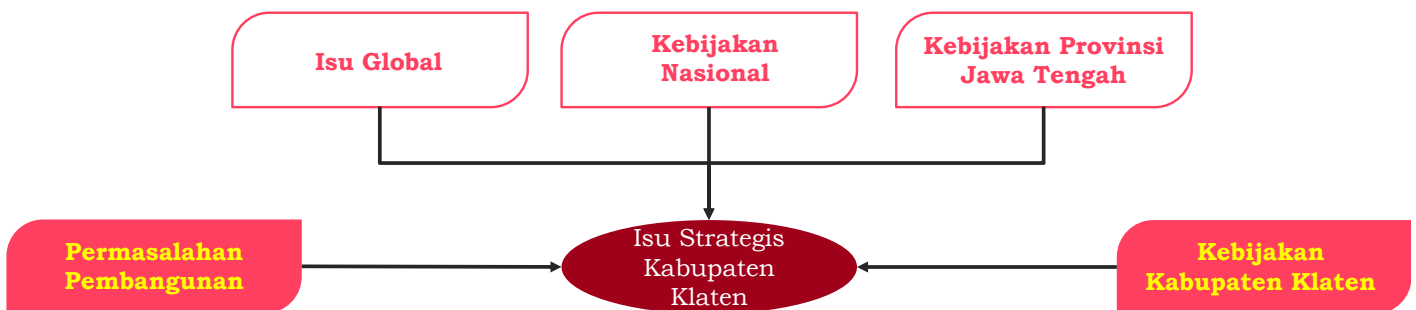 Isu Global
Kebijakan
Nasional
Kebijakan Provinsi
Jawa Tengah
Permasalahan
Pembangunan
Isu Strategis
Kabupaten
Klaten
Kebijakan
Kabupaten Klaten